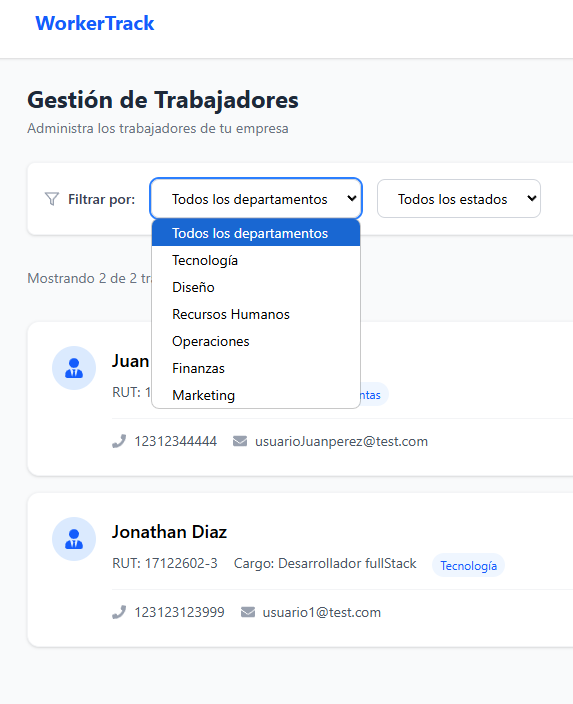 WorkerTrack
Gestión de Trabajadores
Administra los trabajadores de tu empresa
Filtrar por: Todos los departamentos Todos los estados
Todos los departamentos
Tecnología
Diseño
Recursos Humanos
Operaciones
Finanzas
Marketing
Mostrando 2 de 2
Juan
RUT: 1
12312344444 usuarioJuanperez@test.com
Jonathan Diaz
RUT: 17122602-3 Cargo: Desarrollador fullStack Tecnología
123123123999 usuario1@test.com